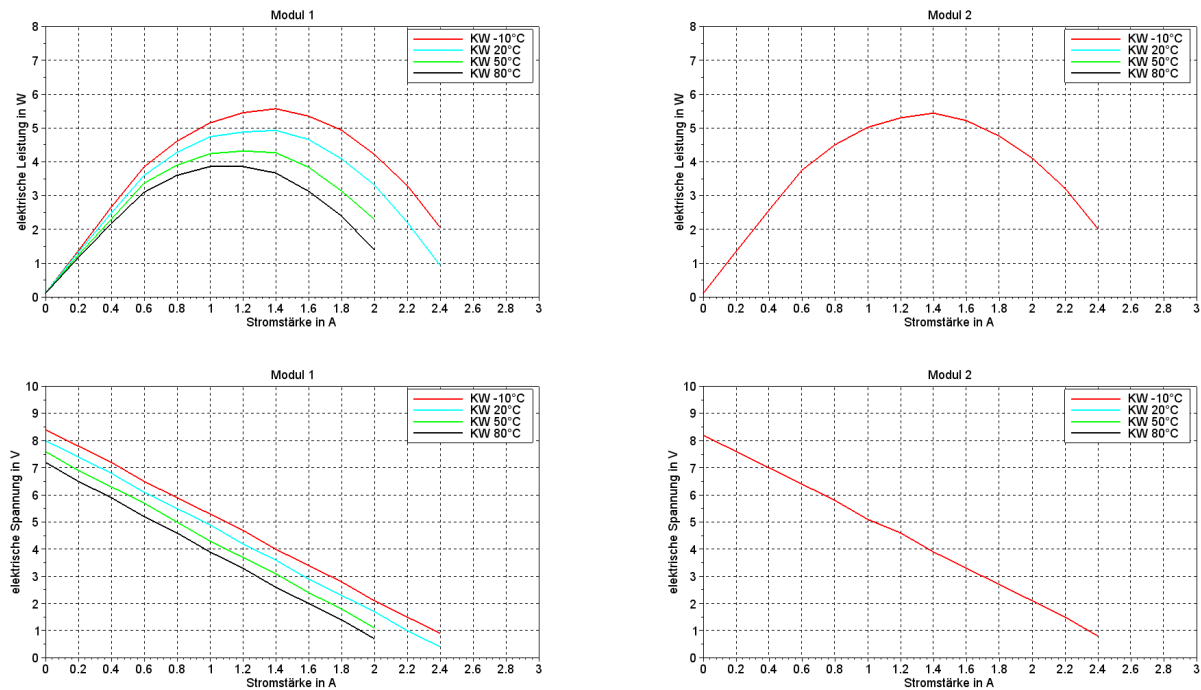 Modul 1
elektrische Leistung in W
8
7
6
5
4
3
2
1
0
KW -10°C
KW 20°C
KW 50°C
KW 80°C
0 0.2 0.4 0.6 0.8 1 1.2 1.4 1.6 1.8 2 2.2 2.4 2.6 2.8 3
Stromstärke in A
Modul 2
elektrische Leistung in W
8
7
6
5
4
3
2
1
0
KW -10°C
KW 20°C
KW 50°C
KW 80°C
0 0.2 0.4 0.6 0.8 1 1.2 1.4 1.6 1.8 2 2.2 2.4 2.6 2.8 3
Stromstärke in A
Modul 1
elektrische Spannung in V
10
9
8
7
6
5
4
3
2
1
0
KW -10°C
KW 20°C
KW 50°C
KW 80°C
0 0.2 0.4 0.6 0.8 1 1.2 1.4 1.6 1.8 2 2.2 2.4 2.6 2.8 3
Stromstärke in A
Modul 2
elektrische Spannung in V
10
9
8
7
6
5
4
3
2
1
0
KW -10°C
KW 20°C
KW 50°C
KW 80°C
0 0.2 0.4 0.6 0.8 1 1.2 1.4 1.6 1.8 2 2.2 2.4 2.6 2.8 3
Stromstärke in A